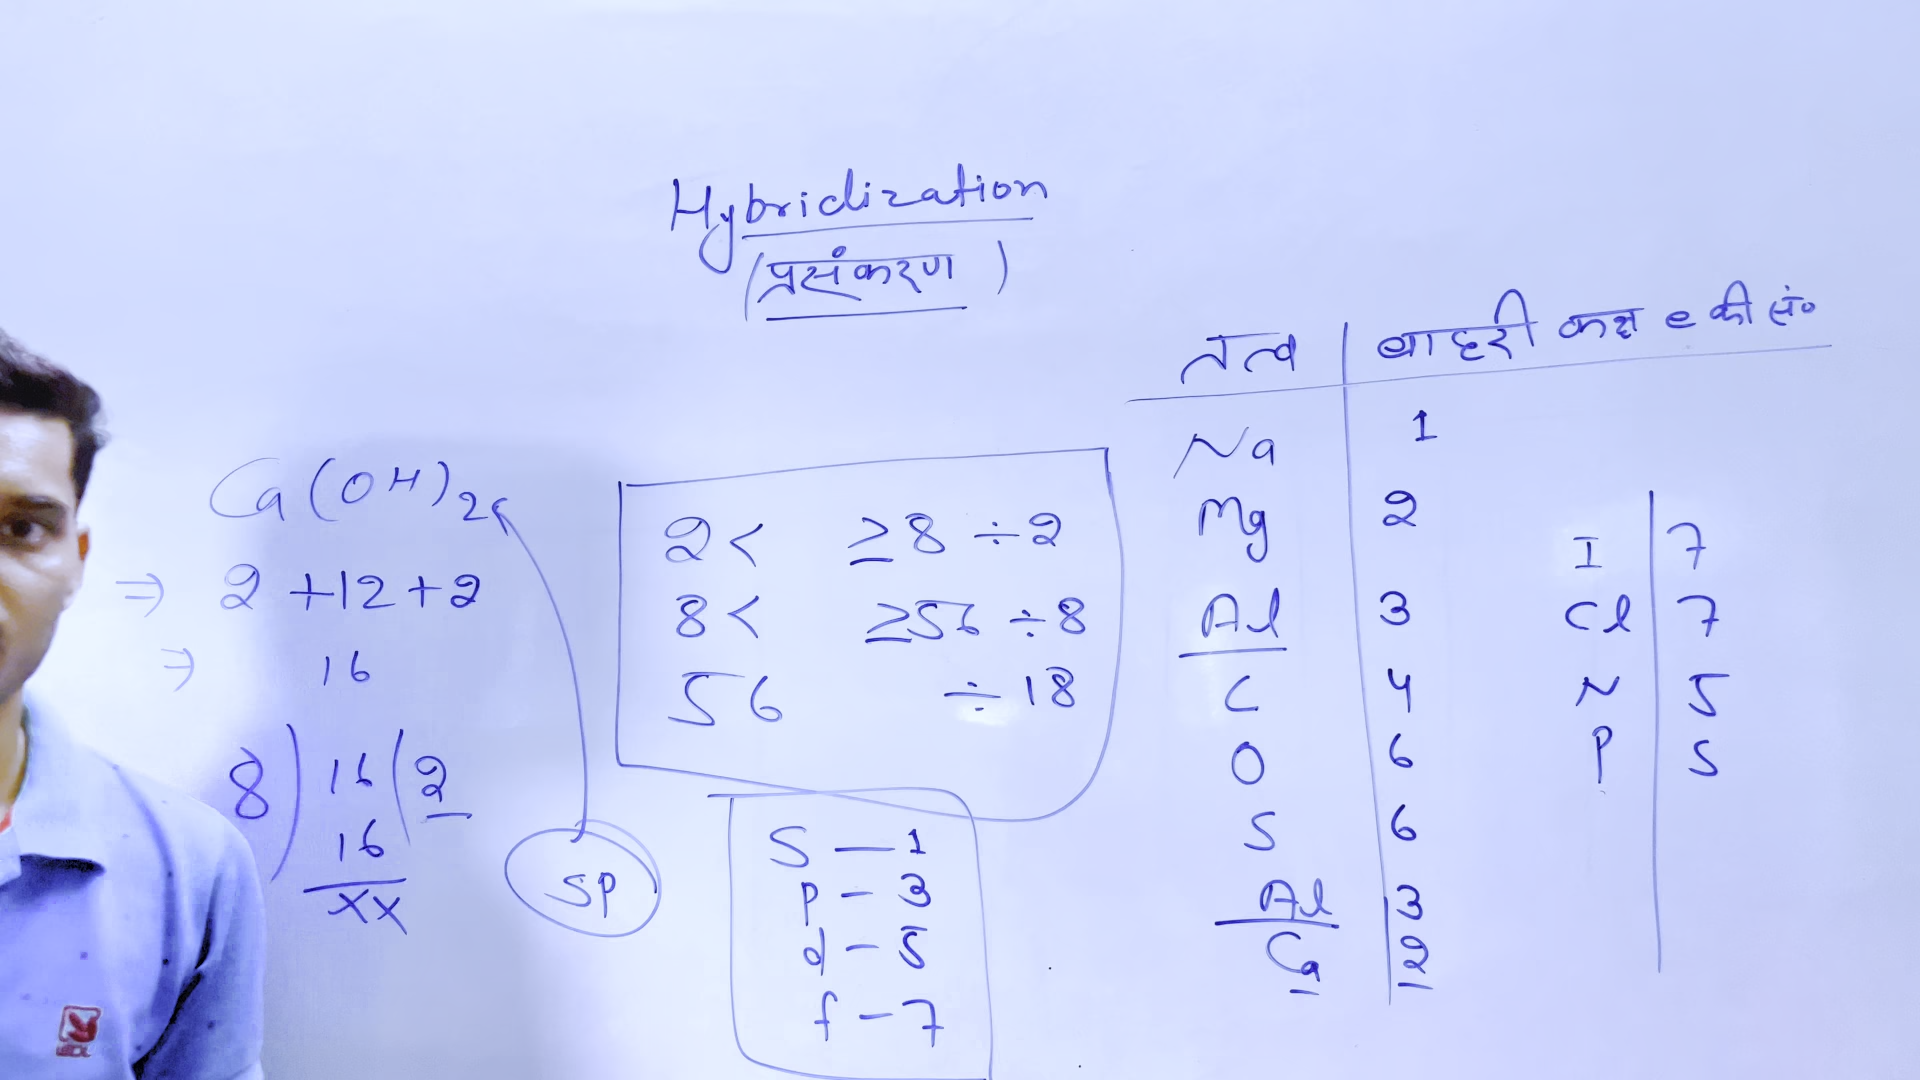 Hybridization
(प्रसंकरण)
Ca(OH)2
⇒ 2 + 12 + 2
⇒ 16
8) 16 (2
16
xx
sp
2< ≥8 ÷2
8< ≥56 ÷8
56 ÷18
S — 1
p — 3
d — 5
f — 7
तत्व | बाहरी कक्ष e की सं०
Na 1
Mg 2
Al 3
C 4
O 6
S 6
Al 3
Ca 2
I 7
Cl 7
N 5
P 5